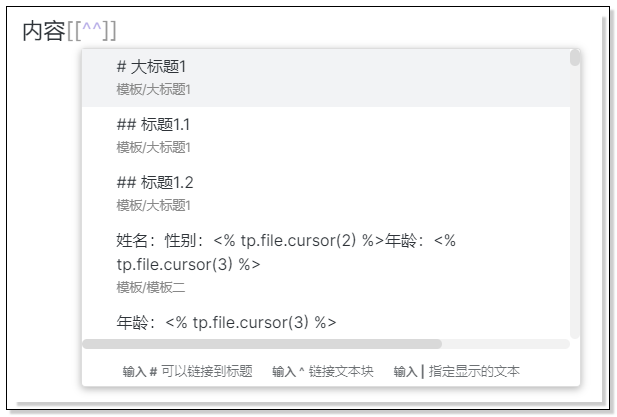 内容[[^^]]
# 大标题1
模板/大标题1
## 标题1.1
模板/大标题1
## 标题1.2
模板/大标题1
姓名：性别：<% tp.file.cursor(2) %>年龄：<%
tp.file.cursor(3) %>
模板/模板二
年龄：<% tp.file.cursor(3) %>
输入 # 可以链接到标题 输入 ^ 链接文本块 输入 | 指定显示的文本